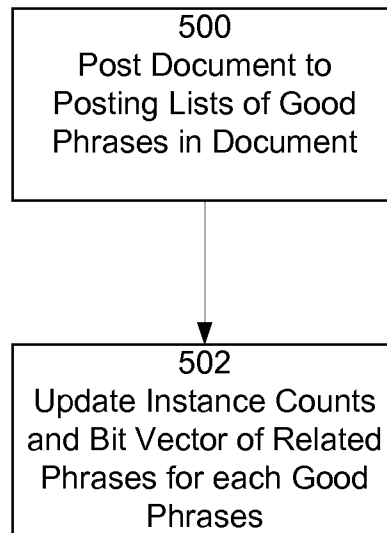 500
Post Document to
Posting Lists of Good
Phrases in Document
502
Update Instance Counts
and Bit Vector of Related
Phrases for each Good
Phrases